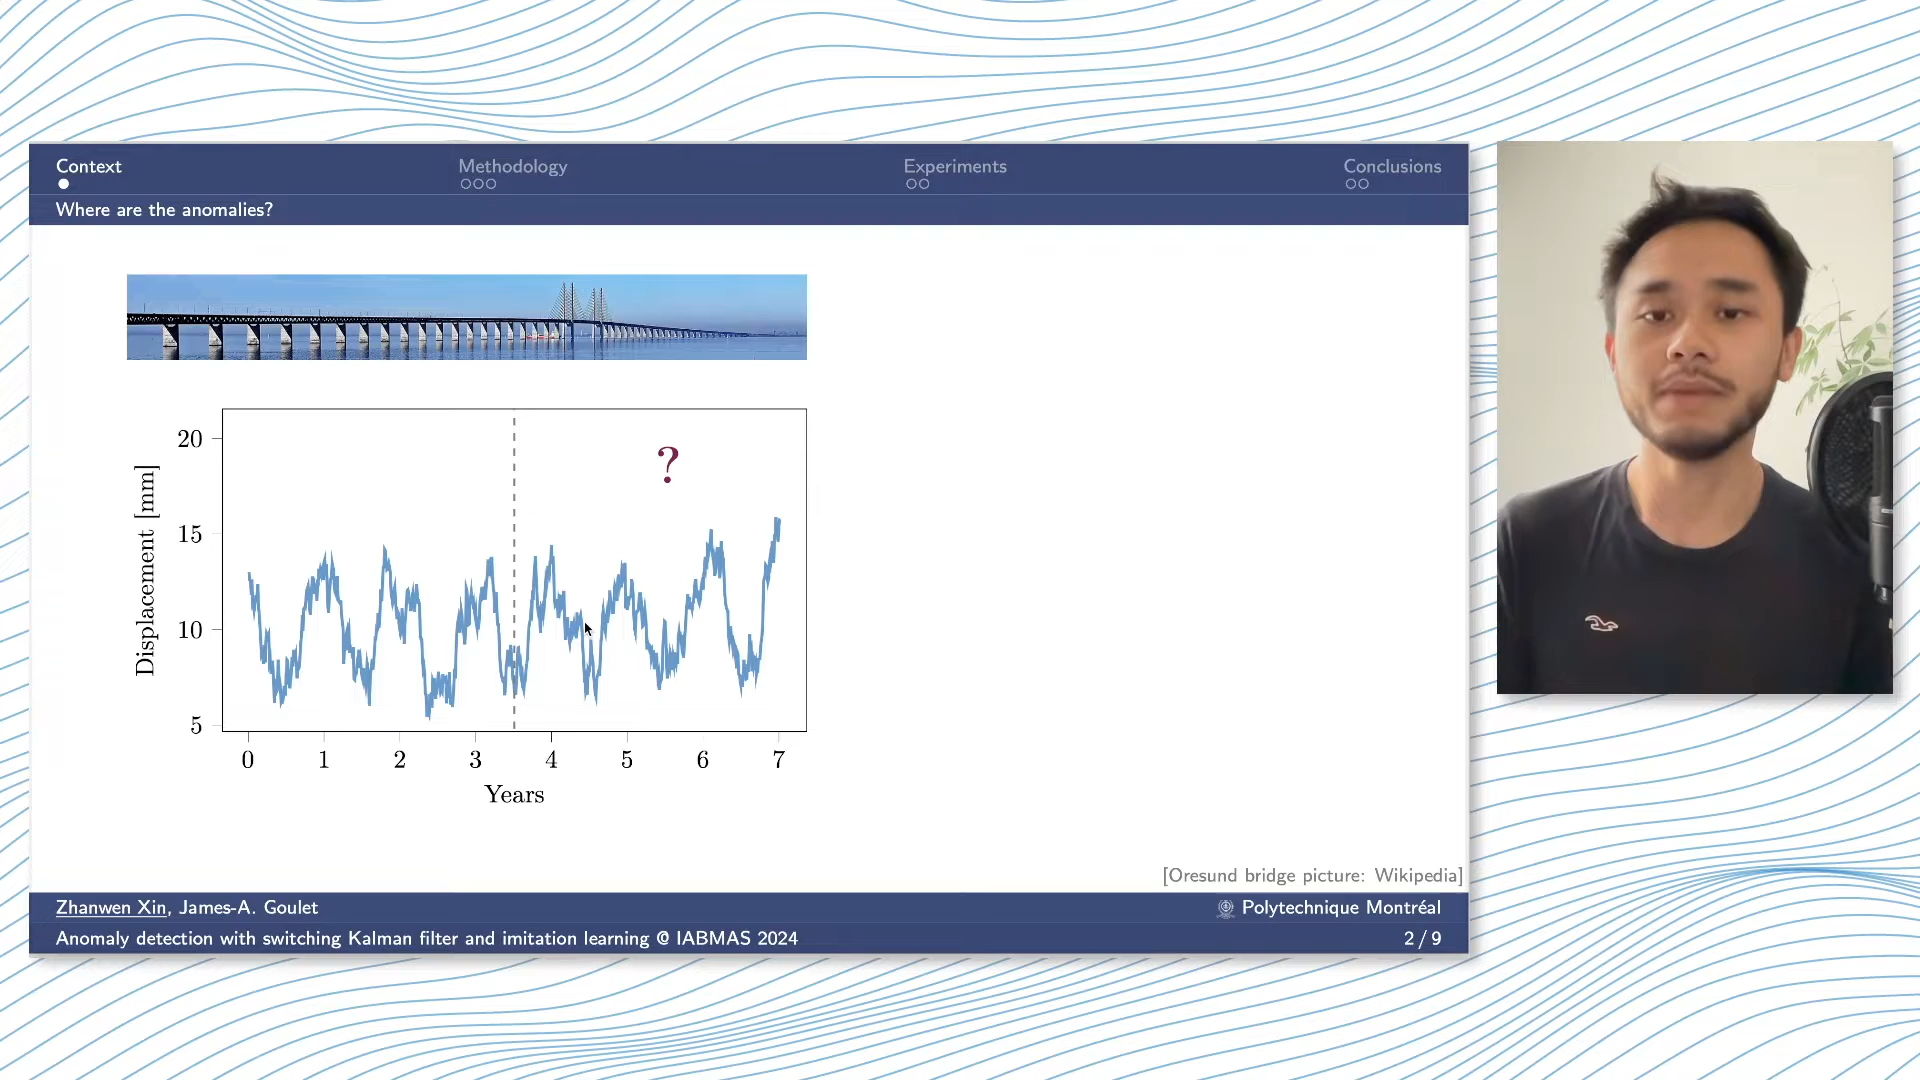 Context
Methodology
Experiments
Conclusions
Where are the anomalies?
20
15
10
5
Displacement [mm]
?
0 1 2 3 4 5 6 7
Years
[Oresund bridge picture: Wikipedia]
Zhanwen Xin, James-A. Goulet
Polytechnique Montréal
Anomaly detection with switching Kalman filter and imitation learning @ IABMAS 2024
2 / 9